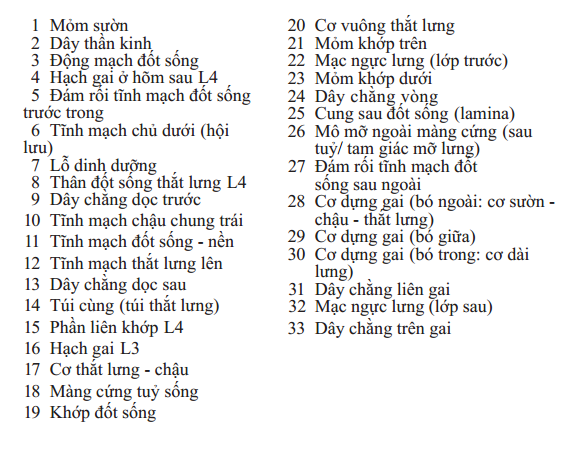 1 Mỏm sườn
2 Dây thần kinh
3 Động mạch đốt sống
4 Hạch gai ở hõm sau L4
5 Đám rối tĩnh mạch đốt sống
trước trong
6 Tĩnh mạch chủ dưới (hội
lưu)
7 Lỗ dinh dưỡng
8 Thân đột sống thắt lưng L4
9 Dây chằng dọc trước
10 Tĩnh mạch chậu chung trái
11 Tĩnh mạch đốt sống - nền
12 Tĩnh mạch thắt lưng lên
13 Dây chằng dọc sau
14 Túi cùng (túi thắt lưng)
15 Phần liên khớp L4
16 Hạch gai L3
17 Cơ thắt lưng - chậu
18 Màng cứng tuỷ sống
19 Khớp đốt sống
20 Cơ vuông thắt lưng
21 Mỏm khớp trên
22 Mạc ngực lưng (lớp trước)
23 Mỏm khớp dưới
24 Dây chằng vòng
25 Cung sau đốt sống (lamina)
26 Mô mỡ ngoài màng cứng (sau
tuỷ/ tam giác mỡ lưng)
27 Đám rối tĩnh mạch đốt
sống sau ngoài
28 Cơ dựng gai (bó ngoài: cơ sườn -
chậu - thắt lưng)
29 Cơ dựng gai (bó giữa)
30 Cơ dựng gai (bó trong: cơ dài
lưng)
31 Dây chằng liên gai
32 Mạc ngực lưng (lớp sau)
33 Dây chằng trên gai